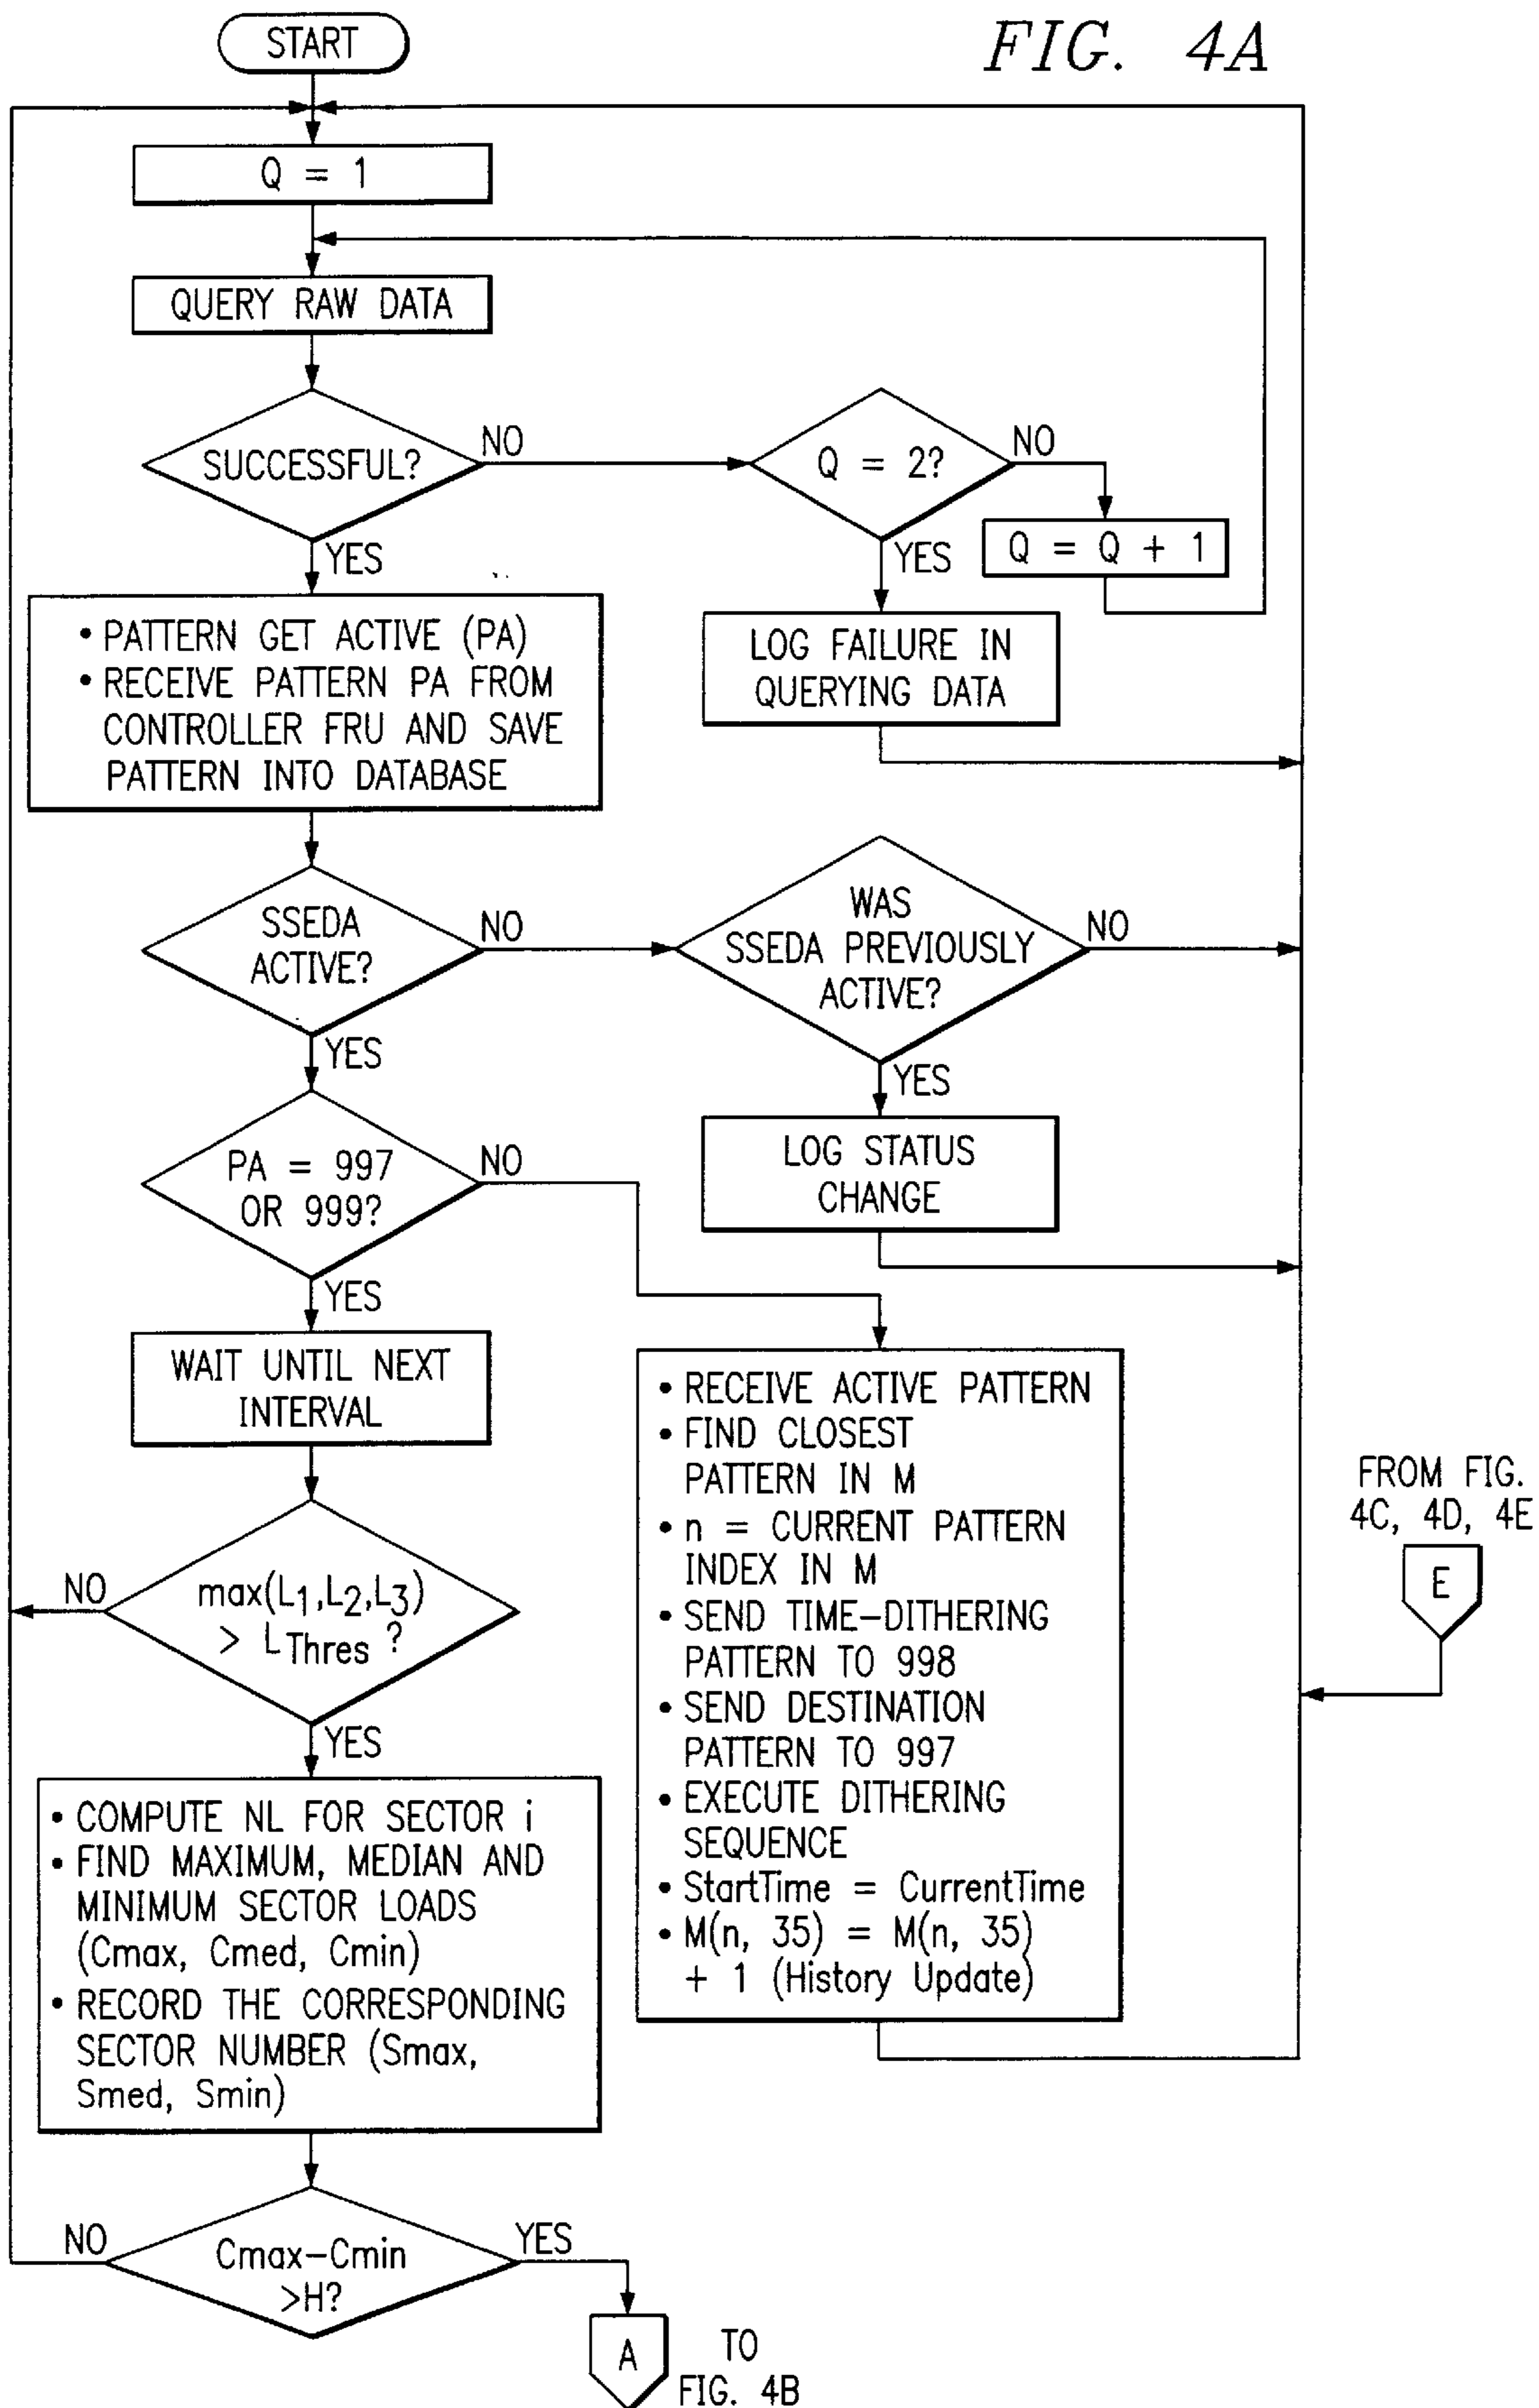 FIG. 4A
START
Q = 1
QUERY RAW DATA
SUCCESSFUL?
NO
YES
Q = 2?
NO
YES
Q = Q + 1
LOG FAILURE IN
QUERYING DATA
• PATTERN GET ACTIVE (PA)
• RECEIVE PATTERN PA FROM
CONTROLLER FRU AND SAVE
PATTERN INTO DATABASE
SSEDA
ACTIVE?
NO
YES
WAS
SSEDA PREVIOUSLY
ACTIVE?
NO
YES
LOG STATUS
CHANGE
PA = 997
OR 999?
NO
YES
WAIT UNTIL NEXT
INTERVAL
• RECEIVE ACTIVE PATTERN
• FIND CLOSEST
PATTERN IN M
• n = CURRENT PATTERN
INDEX IN M
• SEND TIME-DITHERING
PATTERN TO 998
• SEND DESTINATION
PATTERN TO 997
• EXECUTE DITHERING
SEQUENCE
• StartTime = CurrentTime
• M(n, 35) = M(n, 35)
+ 1 (History Update)
FROM FIG.
4C, 4D, 4E
E
max(L1,L2,L3)
> LThres ?
NO
YES
• COMPUTE NL FOR SECTOR i
• FIND MAXIMUM, MEDIAN AND
MINIMUM SECTOR LOADS
(Cmax, Cmed, Cmin)
• RECORD THE CORRESPONDING
SECTOR NUMBER (Smax,
Smed, Smin)
Cmax-Cmin
>H?
NO
YES
A
TO
FIG. 4B